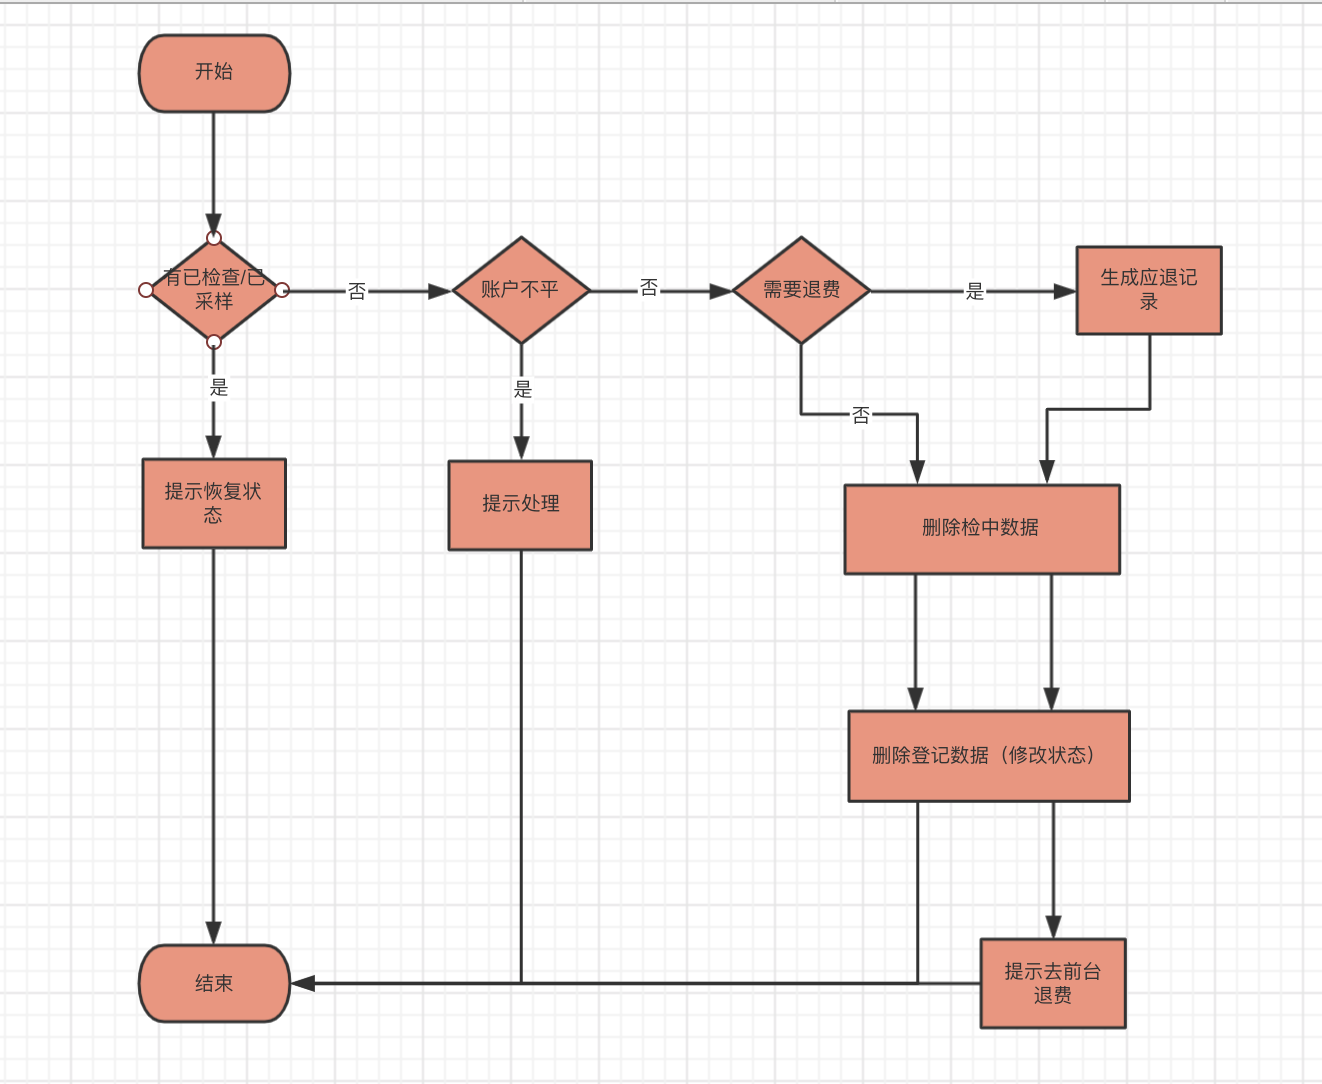 开始
有已检查/已
采样
否
账户不平
否
需要退费
是
生成应退记
录
是
是
否
提示恢复状
态
提示处理
删除检中数据
删除登记数据（修改状态）
结束
提示去前台
退费